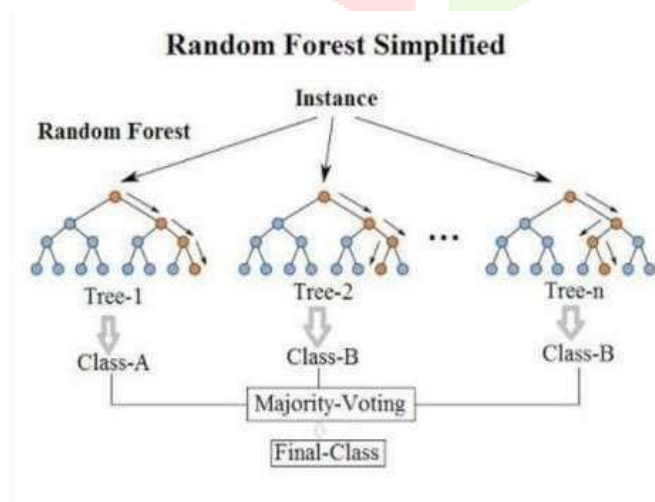 Random Forest Simplified
Instance
Random Forest
...
Tree-1
Tree-2
Tree-n
Class-A
Class-B
Class-B
Majority-Voting
Final-Class